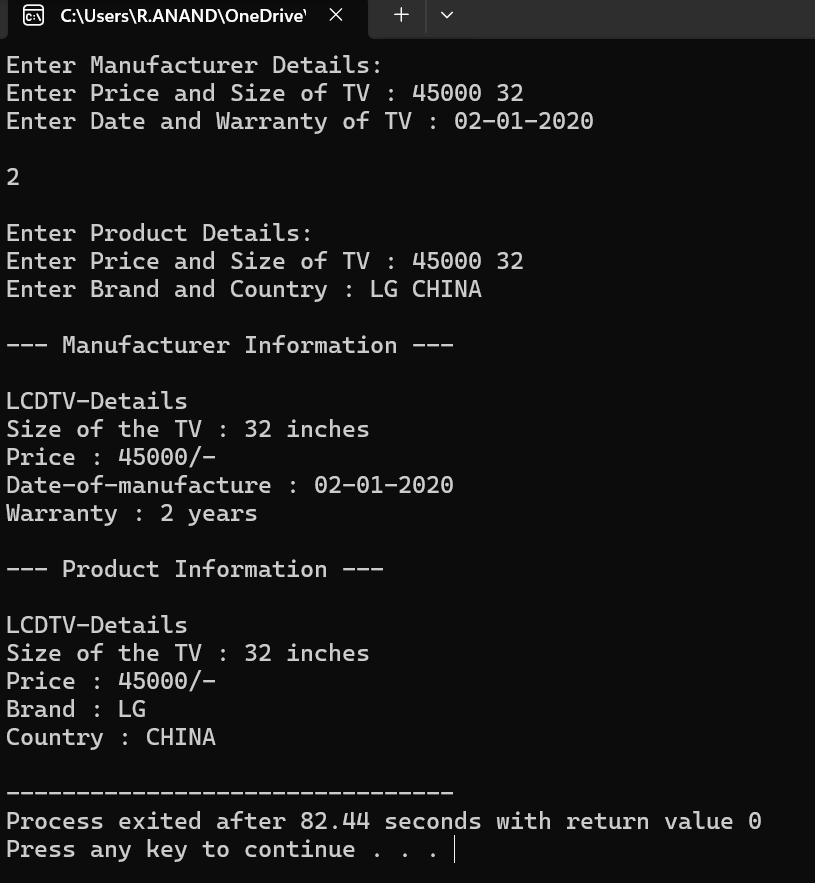 C:\Users\R.ANAND\OneDrive'
Enter Manufacturer Details:
Enter Price and Size of TV : 45000 32
Enter Date and Warranty of TV : 02-01-2020
2
Enter Product Details:
Enter Price and Size of TV : 45000 32
Enter Brand and Country : LG CHINA
--- Manufacturer Information ---
LCDTV-Details
Size of the TV : 32 inches
Price : 45000/-
Date-of-manufacture : 02-01-2020
Warranty : 2 years
--- Product Information ---
LCDTV-Details
Size of the TV : 32 inches
Price : 45000/-
Brand : LG
Country : CHINA
--------------------------------
Process exited after 82.44 seconds with return value 0
Press any key to continue . . .